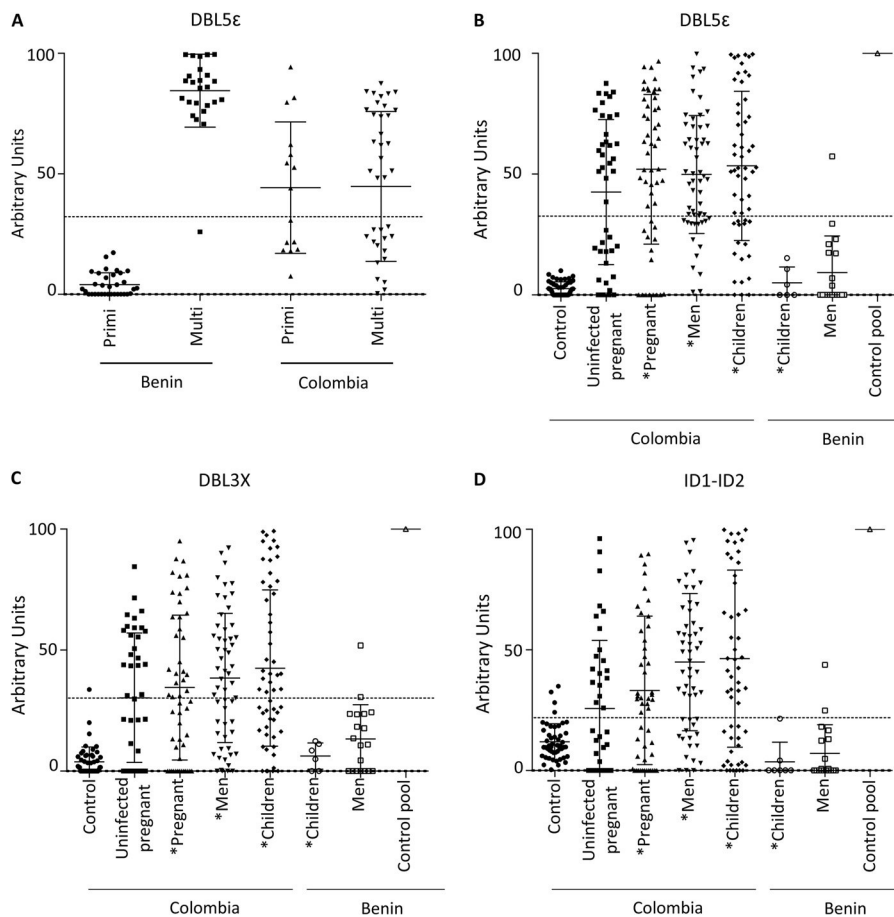 A
DBL5ε
Arbitrary Units
100
50
0
Primi
Multi
Primi
Multi
Benin
Colombia
B
DBL5ε
Arbitrary Units
100
50
0
Control
Uninfected
pregnant
*Pregnant
*Men
*Children
*Children
Men
Control pool
Colombia
Benin
C
DBL3X
Arbitrary Units
100
50
0
Control
Uninfected
pregnant
*Pregnant
*Men
*Children
*Children
Men
Control pool
Colombia
Benin
D
ID1-ID2
Arbitrary Units
100
50
0
Control
Uninfected
pregnant
*Pregnant
*Men
*Children
*Children
Men
Control pool
Colombia
Benin